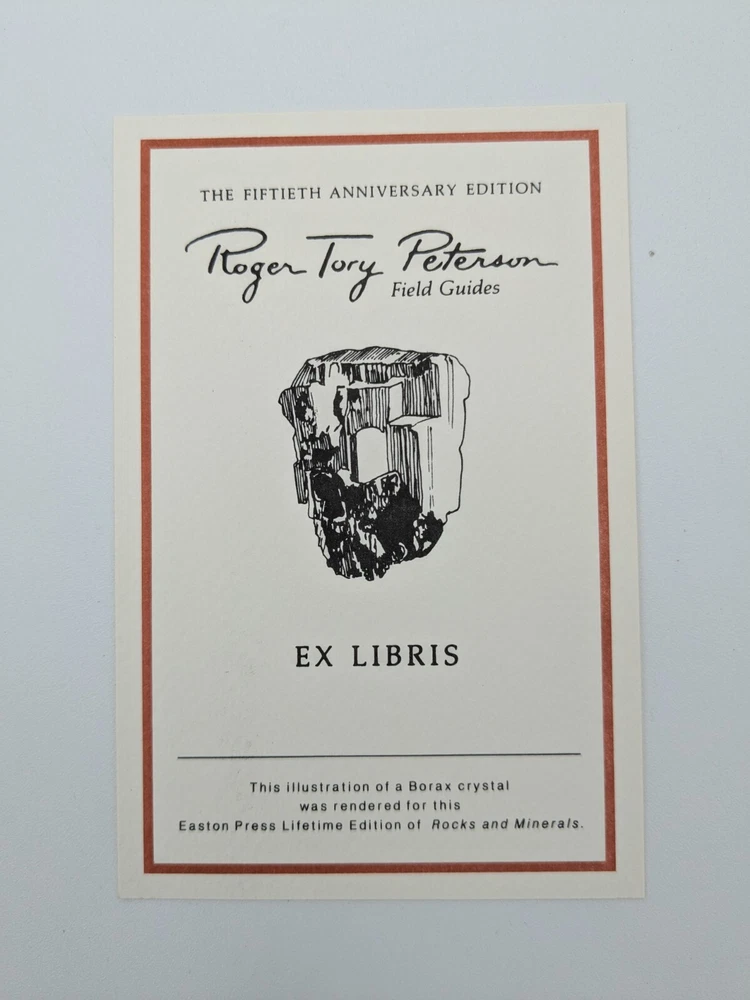 THE FIFTIETH ANNIVERSARY EDITION
Roger Tory Peterson
Field Guides
EX LIBRIS
This illustration of a Borax crystal
was rendered for this
Easton Press Lifetime Edition of Rocks and Minerals.